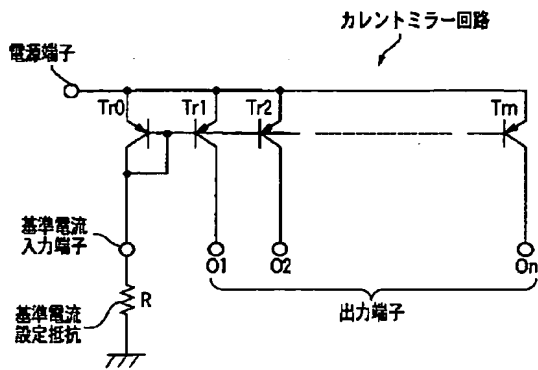 カレントミラー回路
電源端子
Tr0
Tr1
Tr2
Trn
基準電流
入力端子
O1
O2
On
R
基準電流
設定抵抗
出力端子